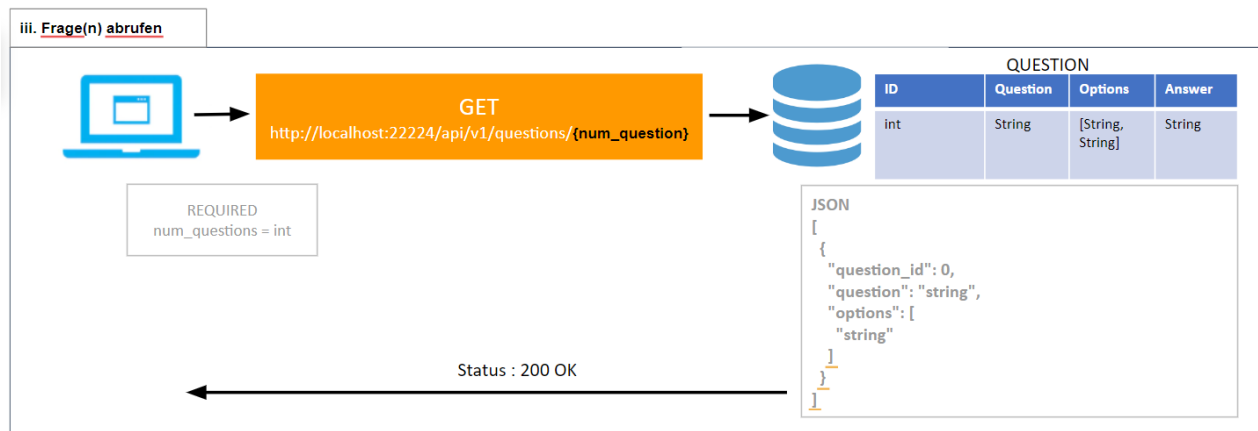 iii. Frage(n) abrufen
GET
http://localhost:22224/api/v1/questions/{num_question}
QUESTION
ID Question Options Answer
int String [String, String
String]
REQUIRED
num_questions = int
JSON
[
{
"question_id": 0,
"question": "string",
"options": [
"string"
]
}
]
Status : 200 OK